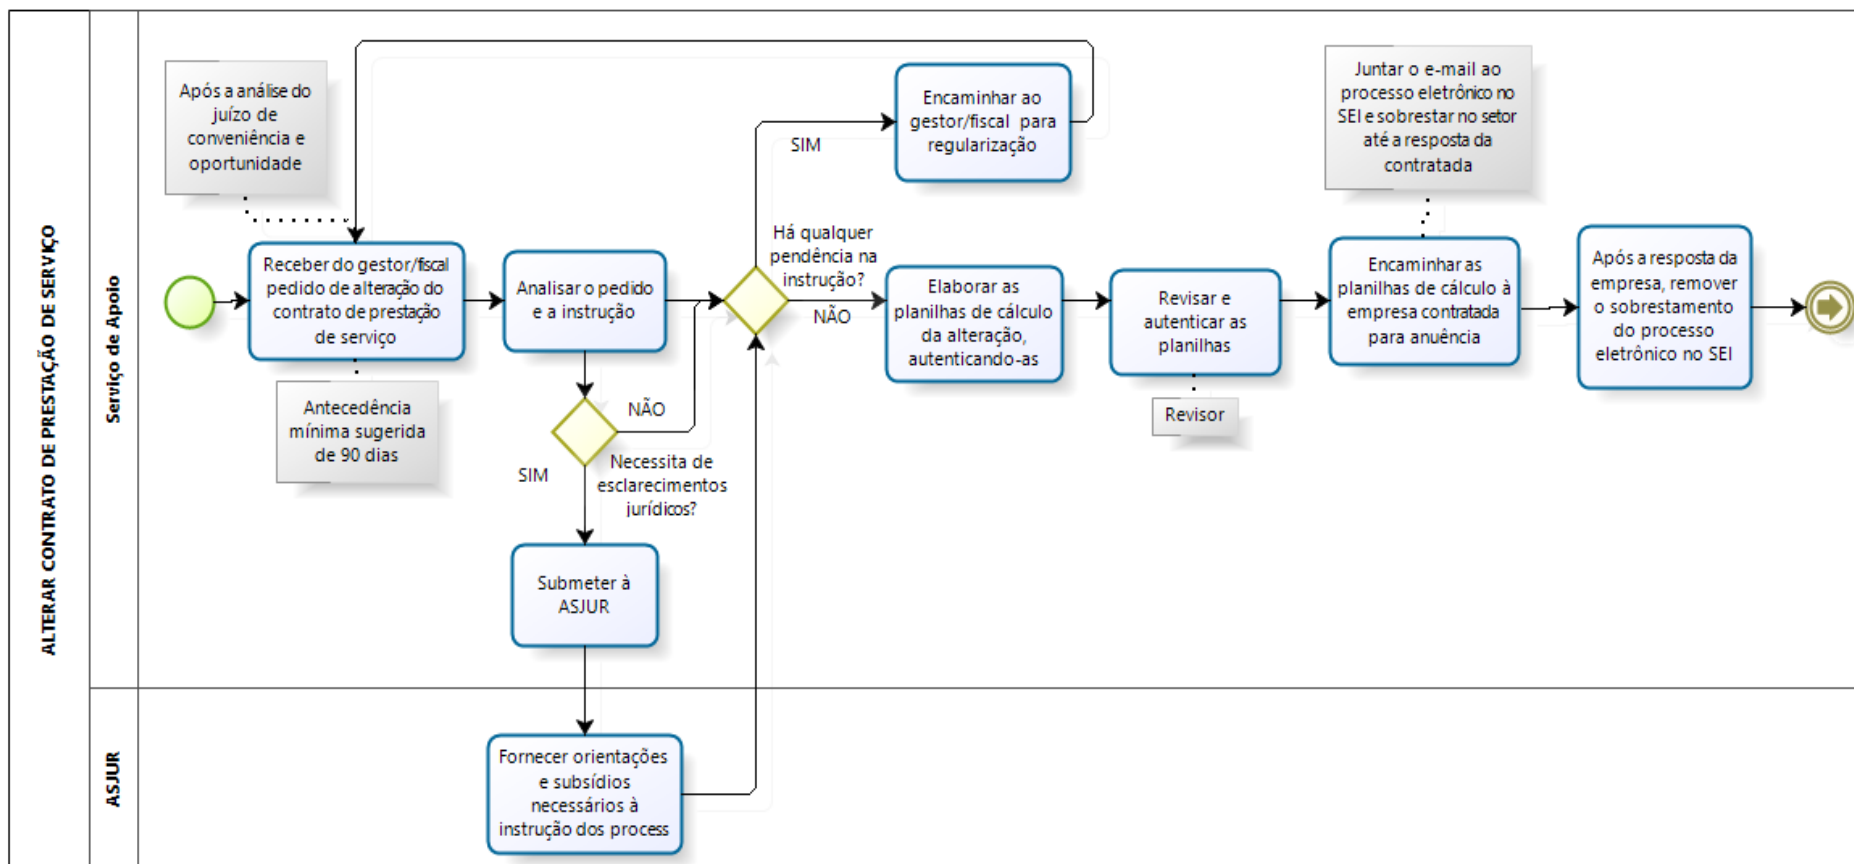 ALTERAR CONTRATO DE PRESTAÇÃO DE SERVIÇO
Serviço de Apoio
Após a análise do
juízo de
conveniência e
oportunidade
Receber do gestor/fiscal
pedido de alteração do
contrato de prestação
de serviço
Antecedência
mínima sugerida
de 90 dias
Analisar o pedido
e a instrução
NÃO
SIM
Necessita de
esclarecimentos
jurídicos?
Submeter à
ASJUR
Há qualquer
pendência na
instrução?
SIM
NÃO
Encaminhar ao
gestor/fiscal para
regularização
Elaborar as
planilhas de cálculo
da alteração,
autenticando-as
Revisar e
autenticar as
planilhas
Revisor
Juntar o e-mail ao
processo eletrônico no
SEI e sobrestar no setor
até a resposta da
contratada
Encaminhar as
planilhas de cálculo à
empresa contratada
para anuência
Após a resposta da
empresa, remover
o sobrestamento
do processo
eletrônico no SEI
ASJUR
Fornecer orientações
e subsídios
necessários à
instrução dos process